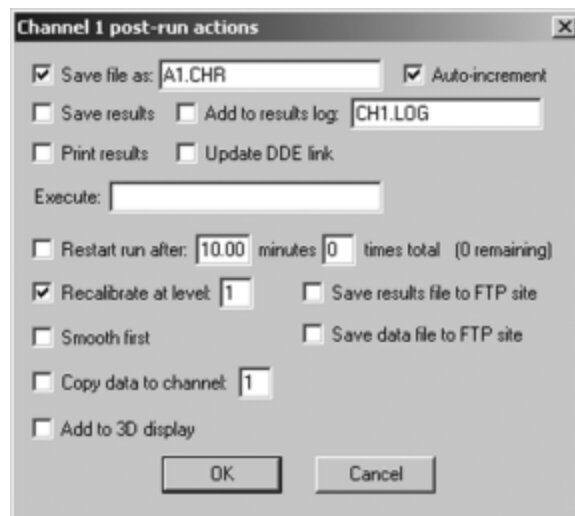 Channel 1 post-run actions
Save file as: A1.CHR Auto-increment
Save results Add to results log: CH1.LOG
Print results Update DDE link
Execute:
Restart run after: 10.00 minutes 0 times total (0 remaining)
Recalibrate at level: 1 Save results file to FTP site
Smooth first Save data file to FTP site
Copy data to channel: 1
Add to 3D display
OK Cancel